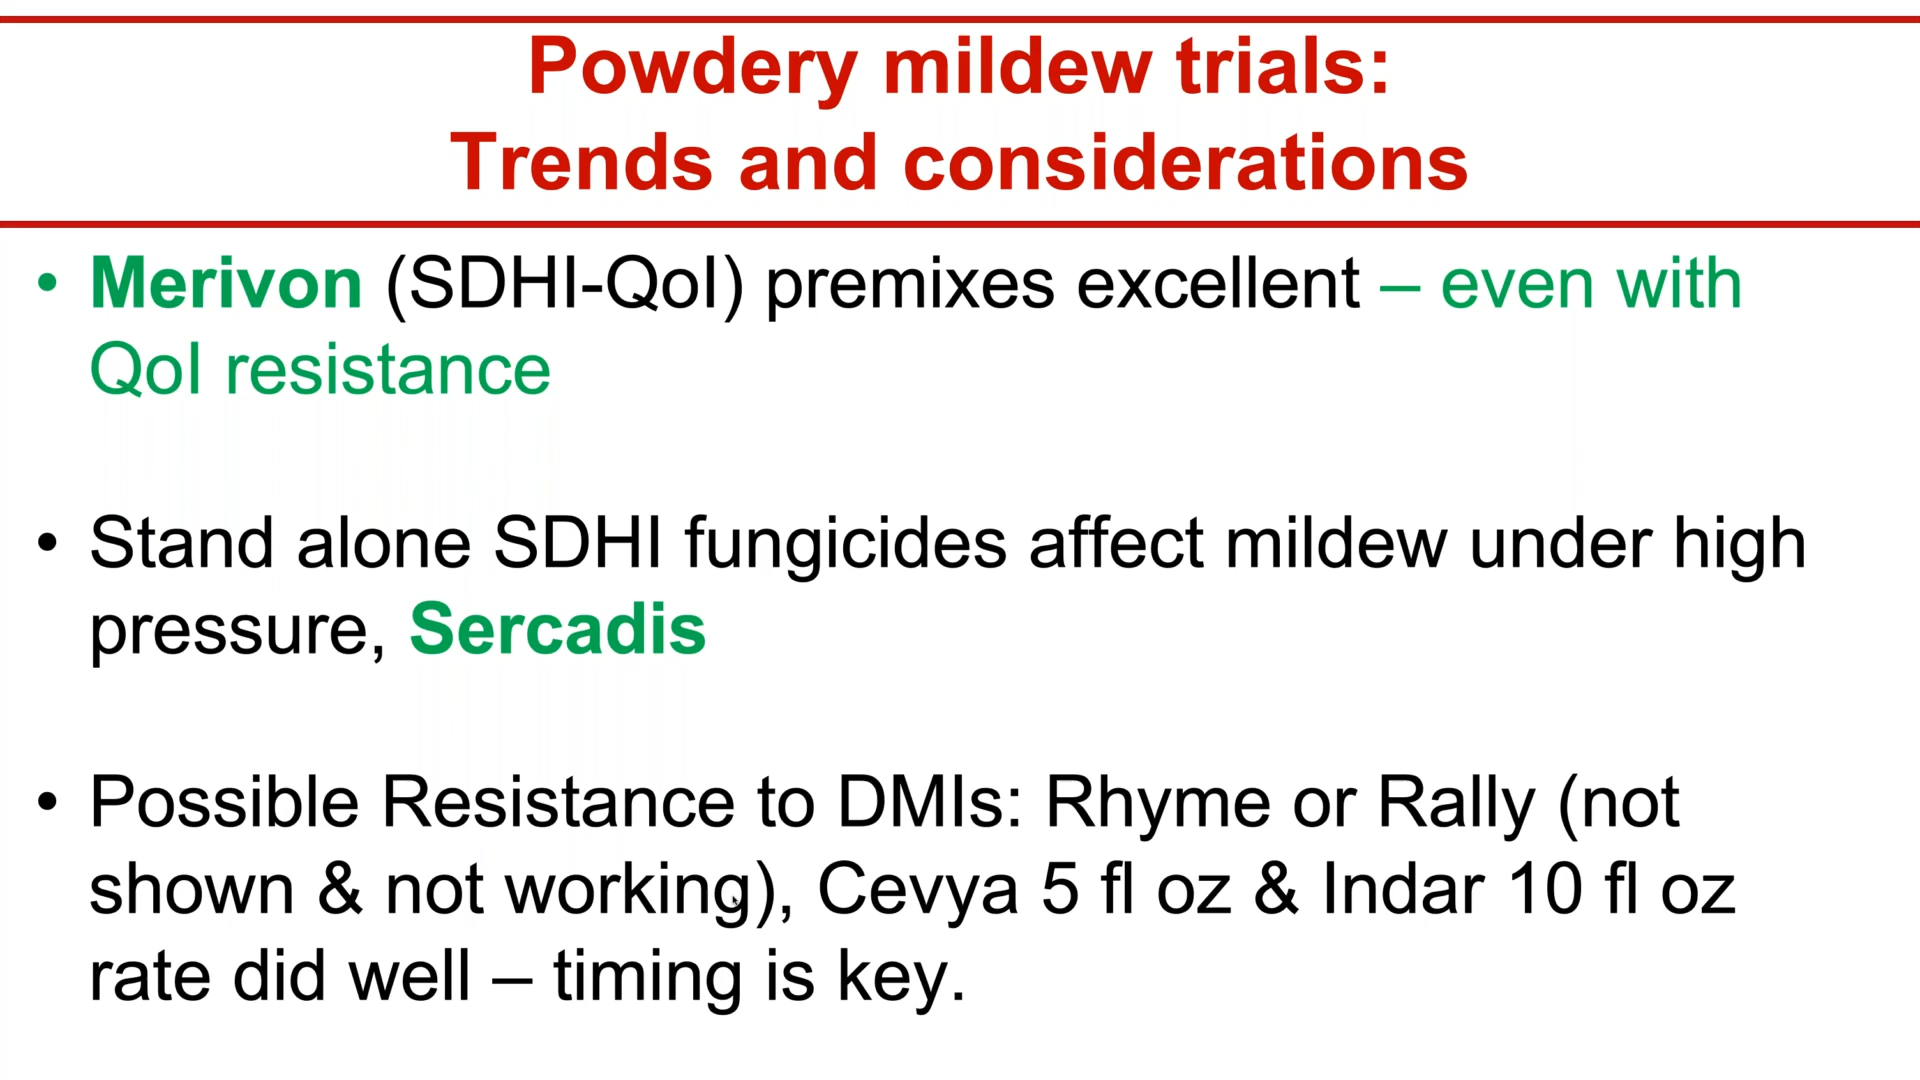 Powdery mildew trials:
Trends and considerations
• Merivon (SDHI-QoI) premixes excellent – even with
QoI resistance
• Stand alone SDHI fungicides affect mildew under high
pressure, Sercadis
• Possible Resistance to DMIs: Rhyme or Rally (not
shown & not working), Cevya 5 fl oz & Indar 10 fl oz
rate did well – timing is key.